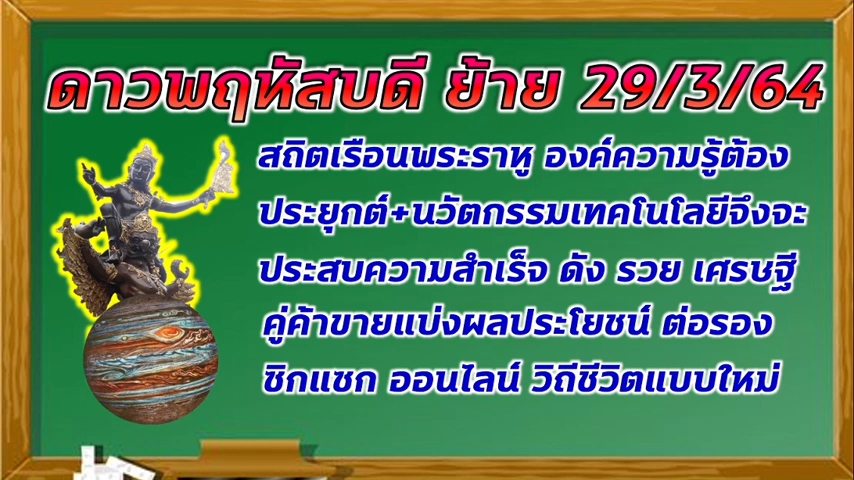 ดาวพฤหัสบดี ย้าย 29/3/64
สถิตเรือนพระราหู องค์ความรู้ต้อง
ประยุกต์+นวัตกรรมเทคโนโลยีจึงจะ
ประสบความสำเร็จ ดัง รวย เศรษฐี
คู่ค้าขายแบ่งผลประโยชน์ ต่อรอง
ซิกแซก ออนไลน์ วิถีชีวิตแบบใหม่